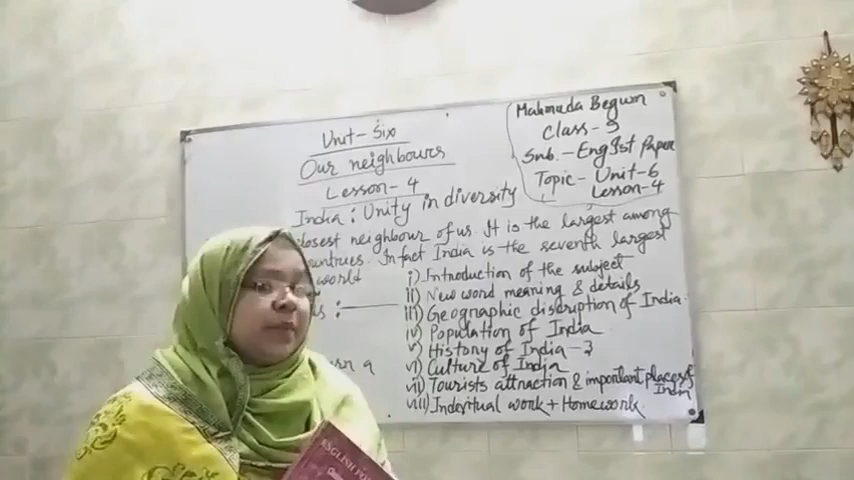 Unit-Six
Our neighbours
Lesson-4
India: Unity in diversity
closest neighbour of us. It is the largest among
countries. In fact India is the seventh largest
world
Mahmuda Begum
Class-9
Sub.-Eng 1st Paper
Topic- Unit-6
Lesson-4
i) Introduction of the subject
ii) New word meaning & details
iii) Geographic discription of India.
iv) Population of India
v) History of India-
vi) Culture of India
vii) Tourists attraction & important places of
India
viii) Indivitual work + Homework
ENGLISH FO